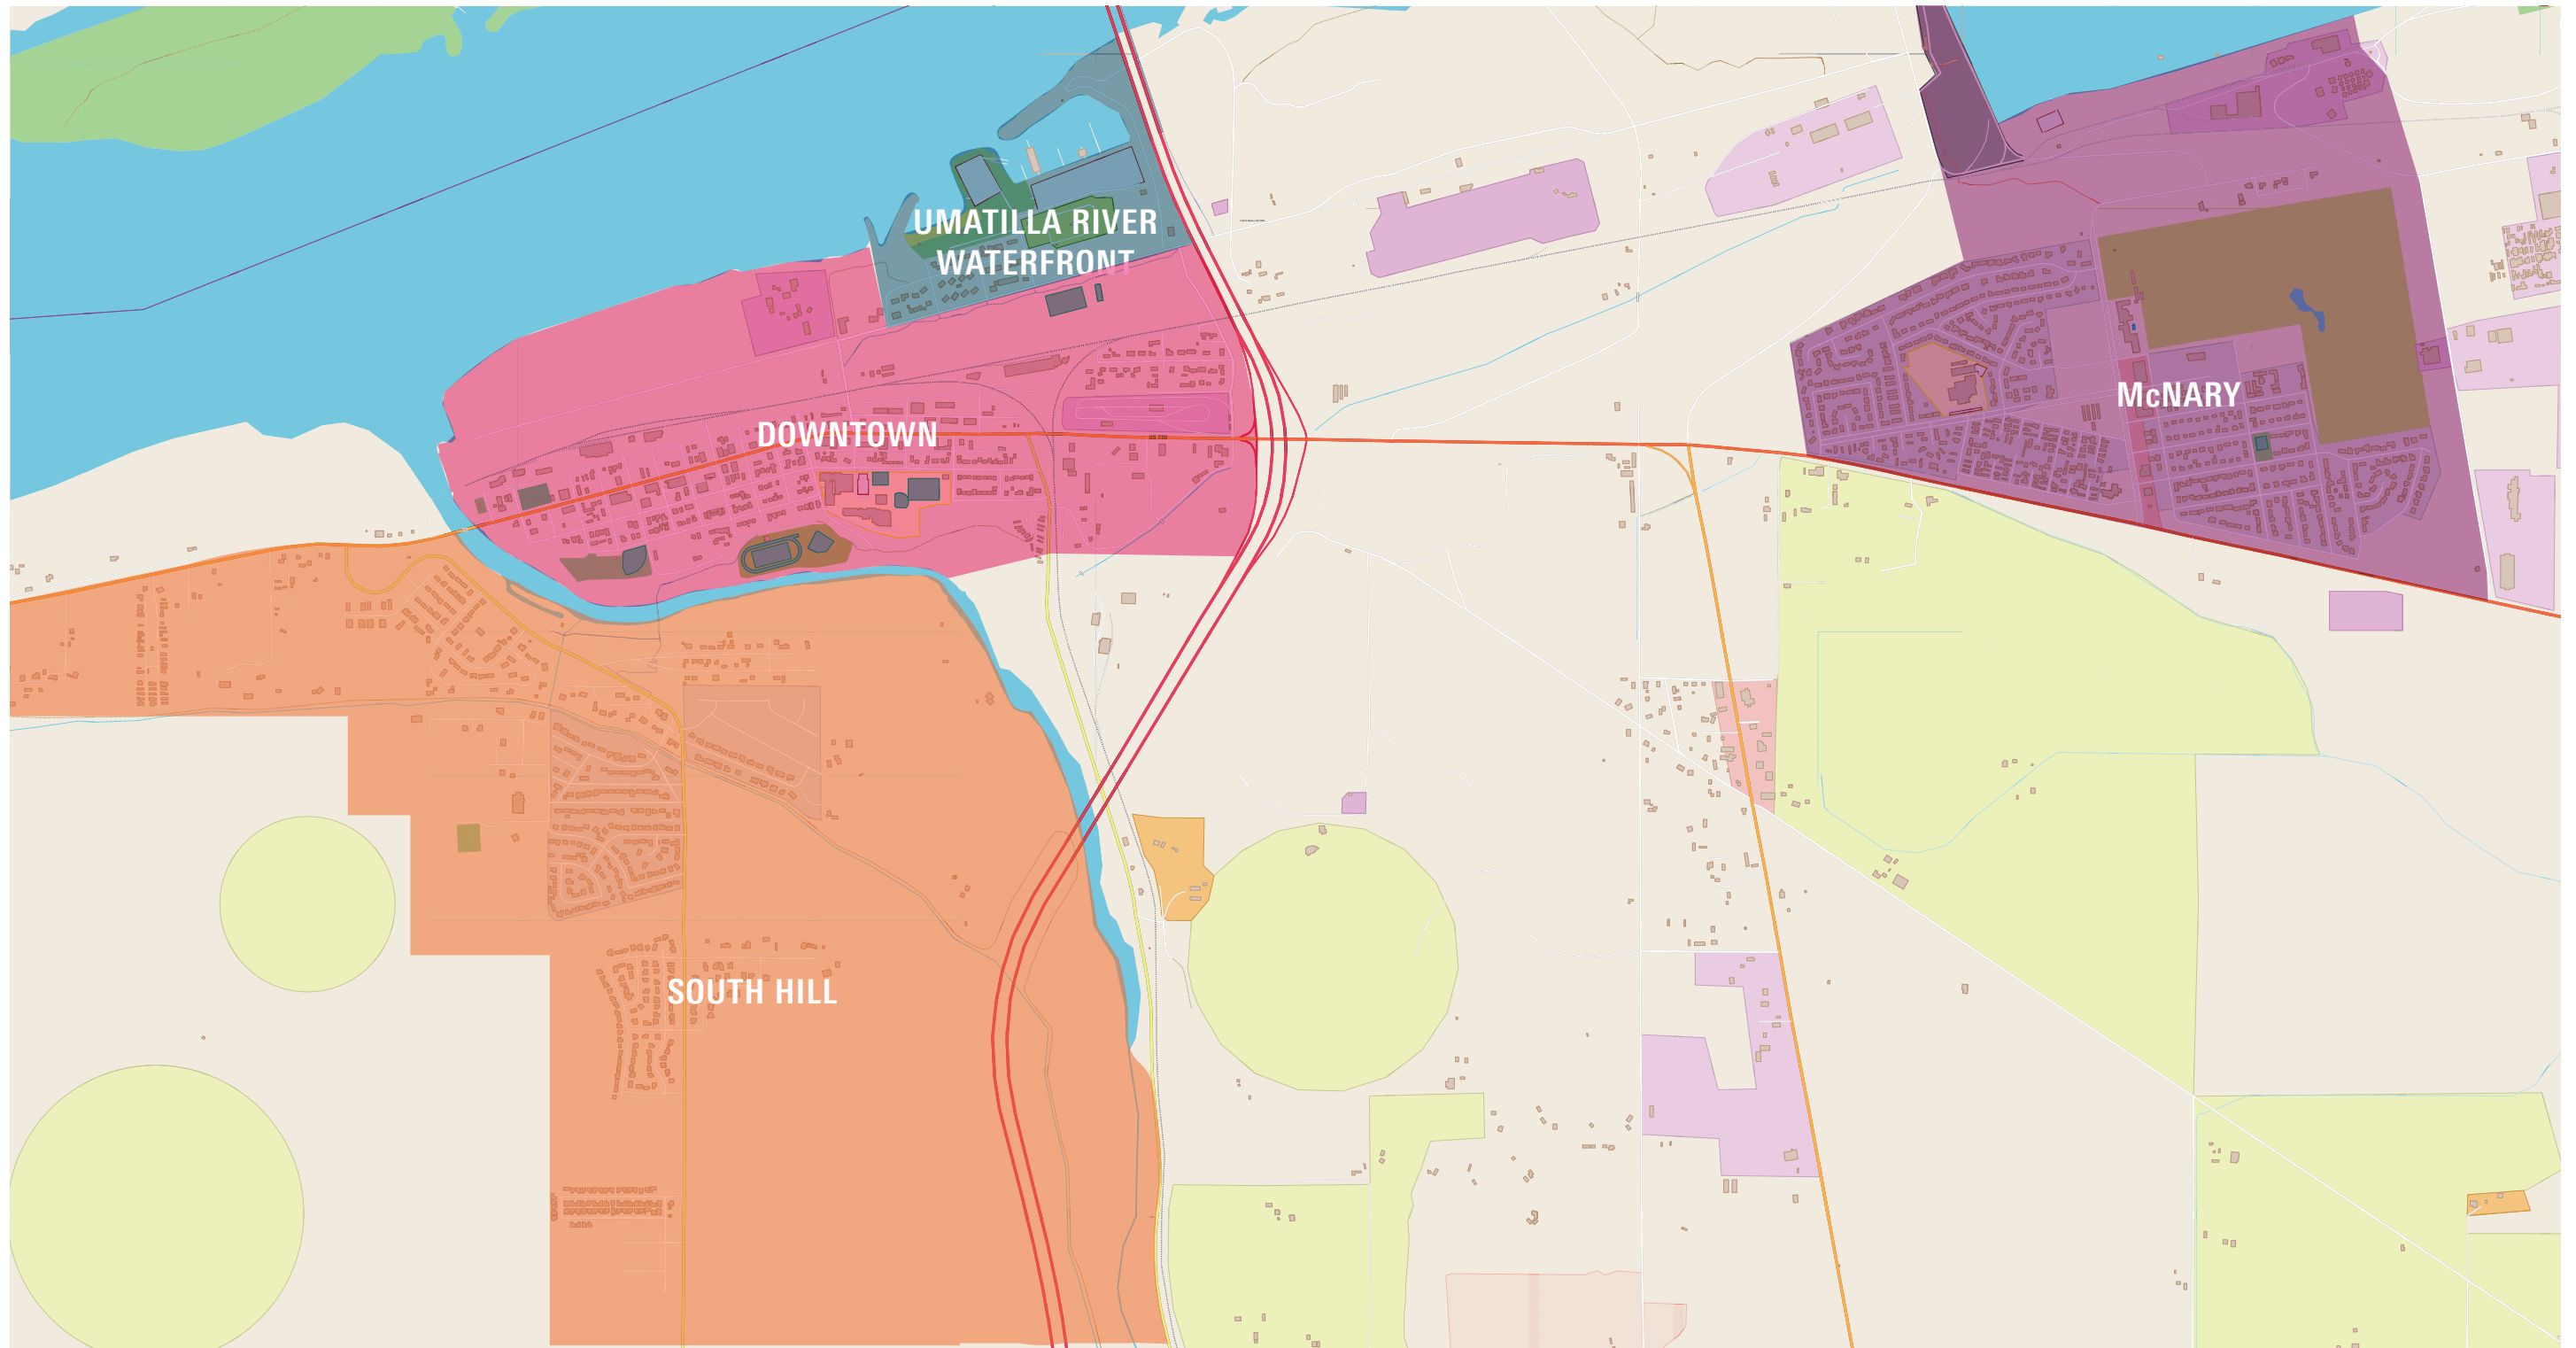 UMATILLA RIVER
WATERFRONT
DOWNTOWN
McNARY
SOUTH HILL